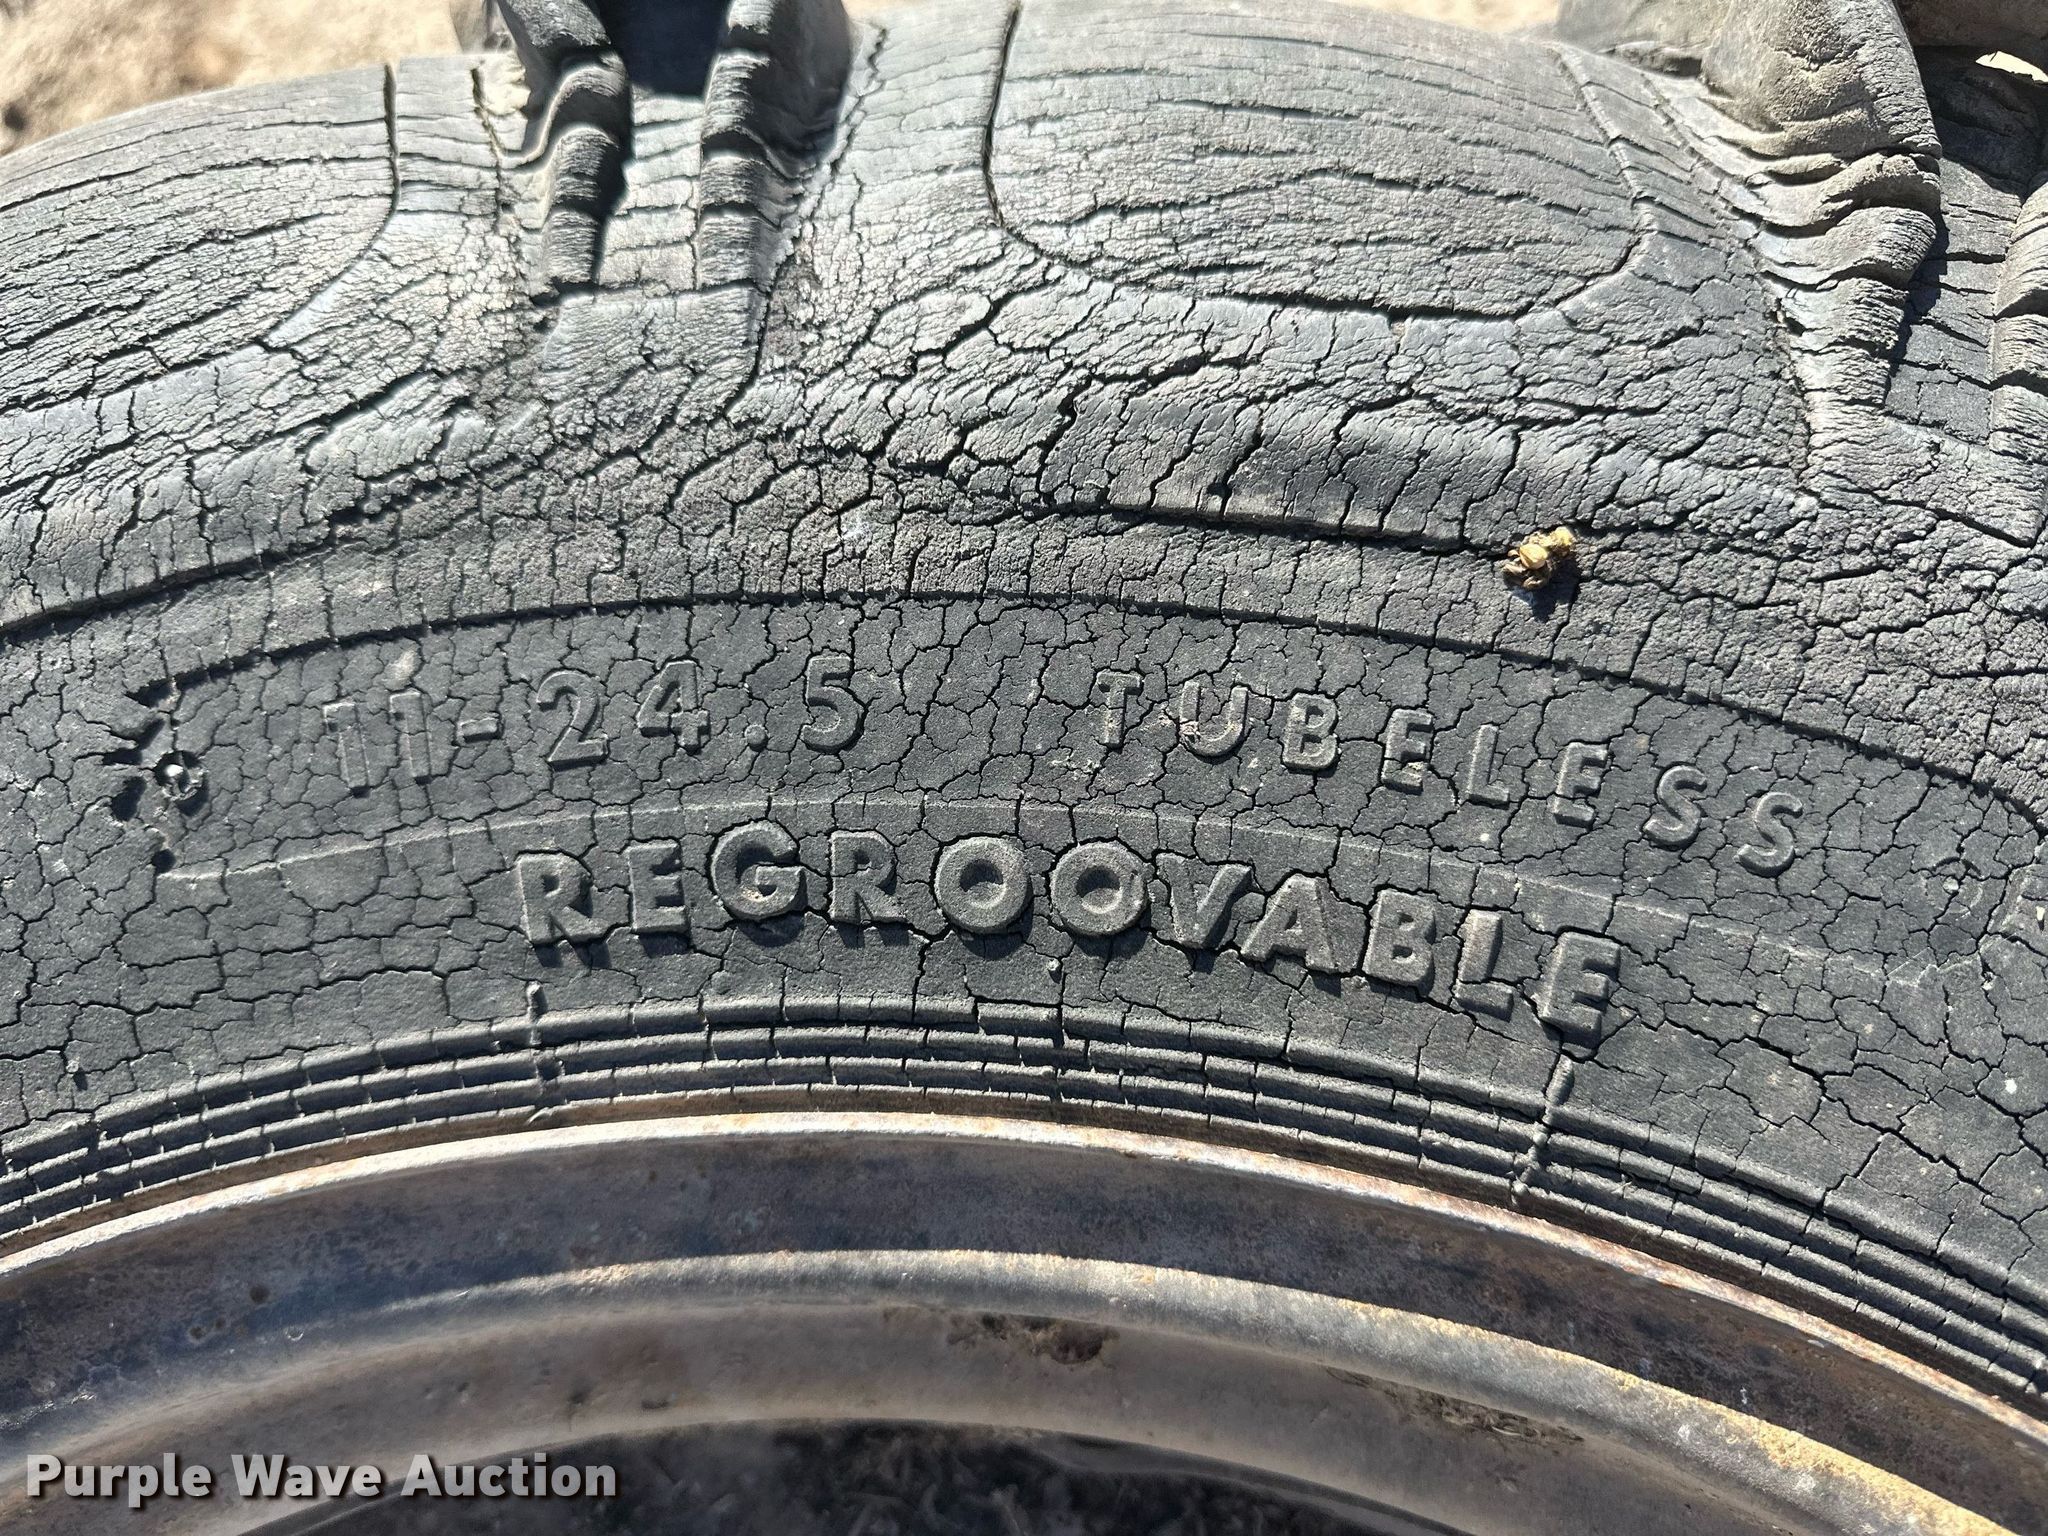 11-24.5 TUBELESS
REGROOVABLE
Purple Wave Auction